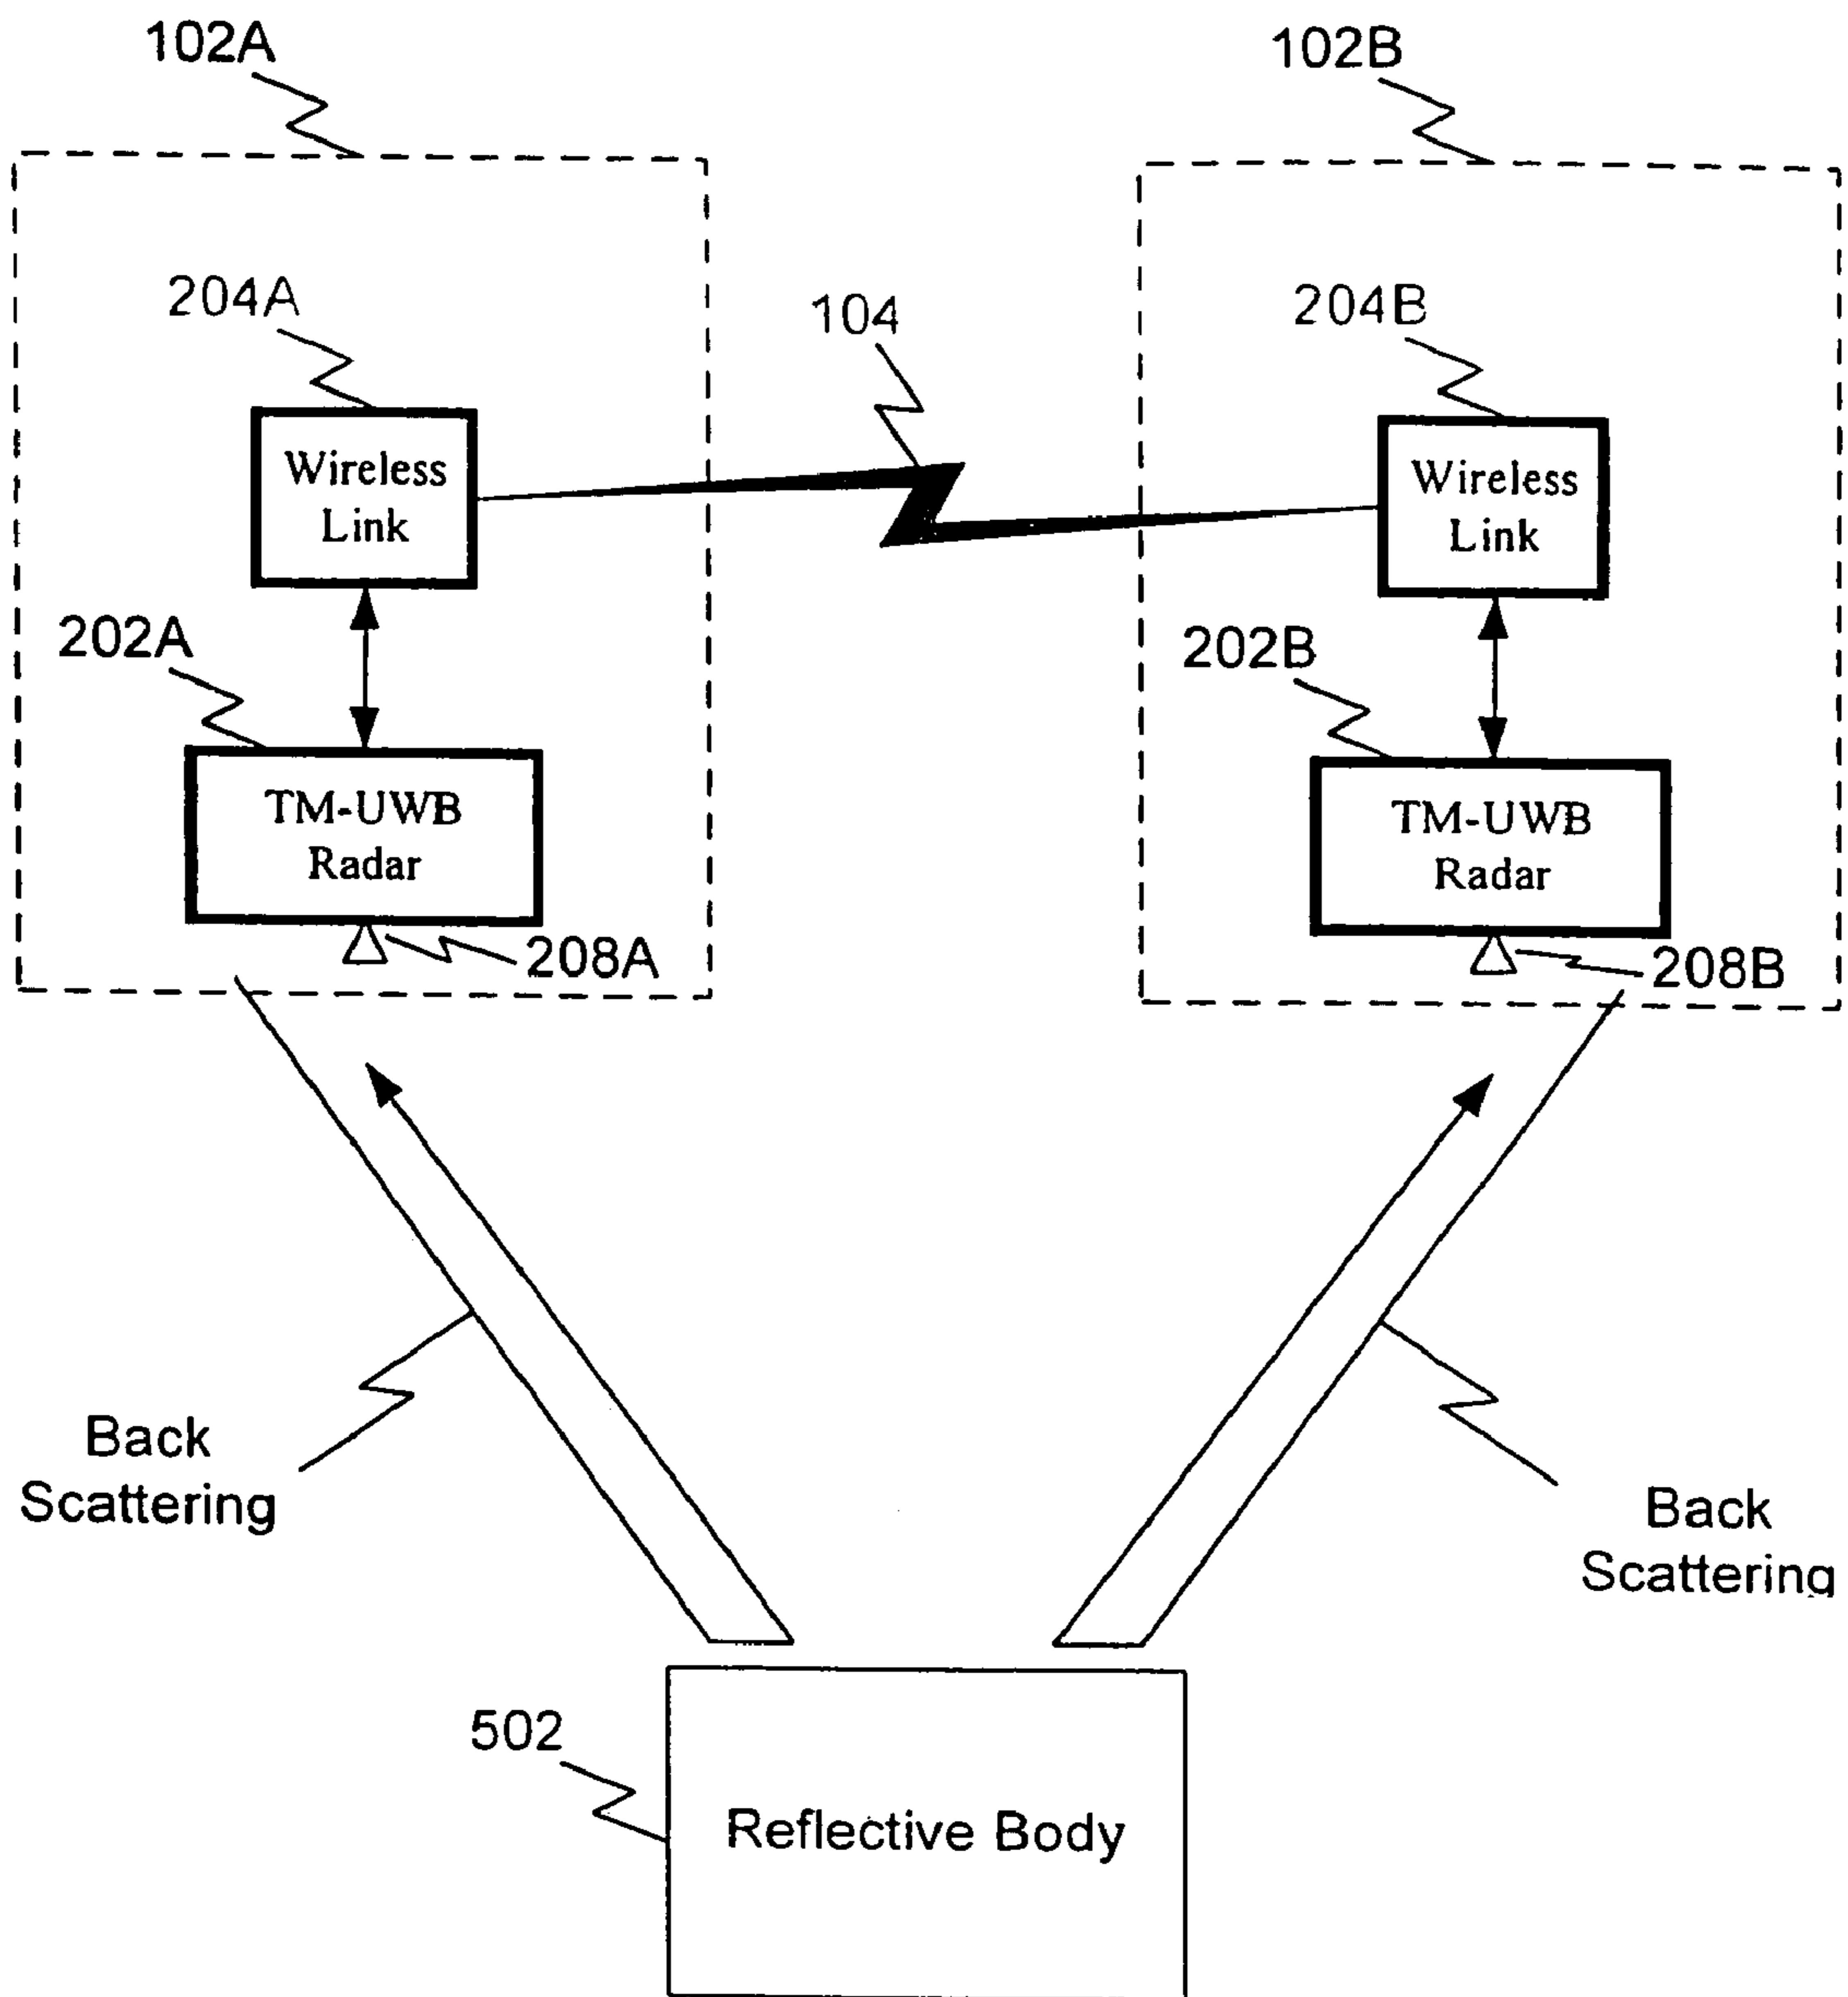 102A
102B
204A
104
204B
Wireless
Link
Wireless
Link
202A
202B
TM-UWB
Radar
TM-UWB
Radar
208A
208B
Back
Scattering
Back
Scattering
502
Reflective Body